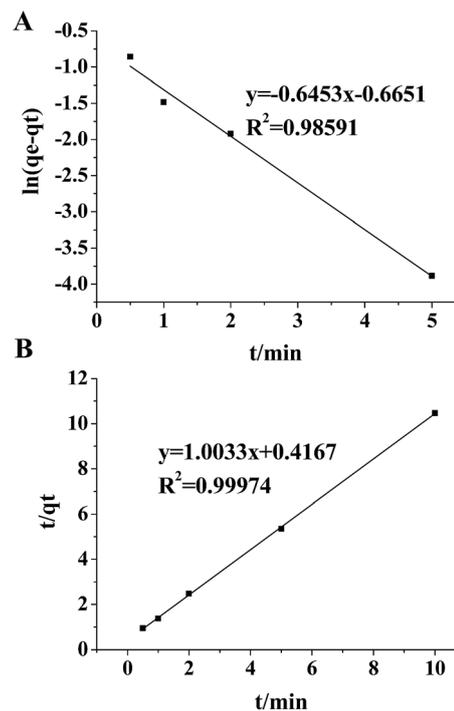 A
-0.5
-1.0
-1.5
-2.0
-2.5
-3.0
-3.5
-4.0
ln(qe-qt)
y=-0.6453x-0.6651
R²=0.98591
0 1 2 3 4 5
t/min
B
12
10
8
6
4
2
0
t/qt
y=1.0033x+0.4167
R²=0.99974
0 2 4 6 8 10
t/min